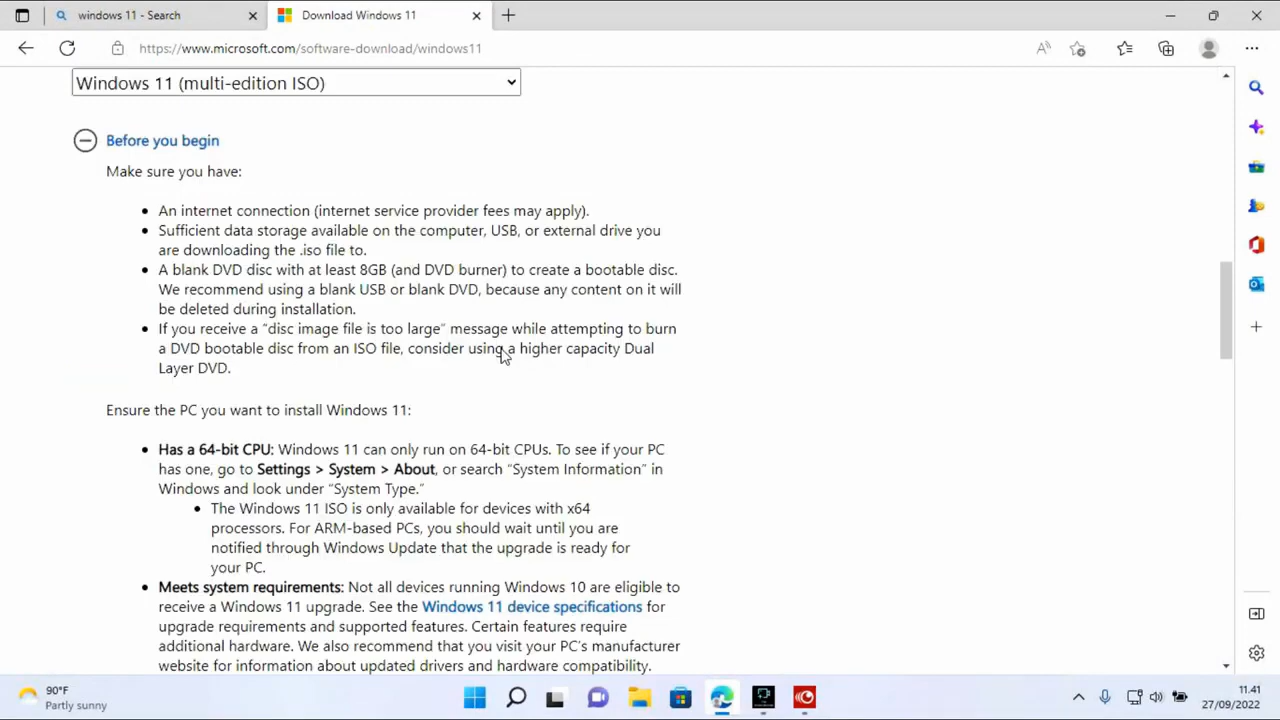 windows 11 - Search
Download Windows 11
https://www.microsoft.com/software-download/windows11
Windows 11 (multi-edition ISO)
Before you begin
Make sure you have:
An internet connection (internet service provider fees may apply).
Sufficient data storage available on the computer, USB, or external drive you
are downloading the .iso file to.
A blank DVD disc with at least 8GB (and DVD burner) to create a bootable disc.
We recommend using a blank USB or blank DVD, because any content on it will
be deleted during installation.
If you receive a “disc image file is too large” message while attempting to burn
a DVD bootable disc from an ISO file, consider using a higher capacity Dual
Layer DVD.
Ensure the PC you want to install Windows 11:
Has a 64-bit CPU: Windows 11 can only run on 64-bit CPUs. To see if your PC
has one, go to Settings > System > About, or search “System Information” in
Windows and look under “System Type.”
The Windows 11 ISO is only available for devices with x64
processors. For ARM-based PCs, you should wait until you are
notified through Windows Update that the upgrade is ready for
your PC.
Meets system requirements: Not all devices running Windows 10 are eligible to
receive a Windows 11 upgrade. See the Windows 11 device specifications for
upgrade requirements and supported features. Certain features require
additional hardware. We also recommend that you visit your PC's manufacturer
website for information about updated drivers and hardware compatibility.
90°F
Partly sunny
11.41
27/09/2022